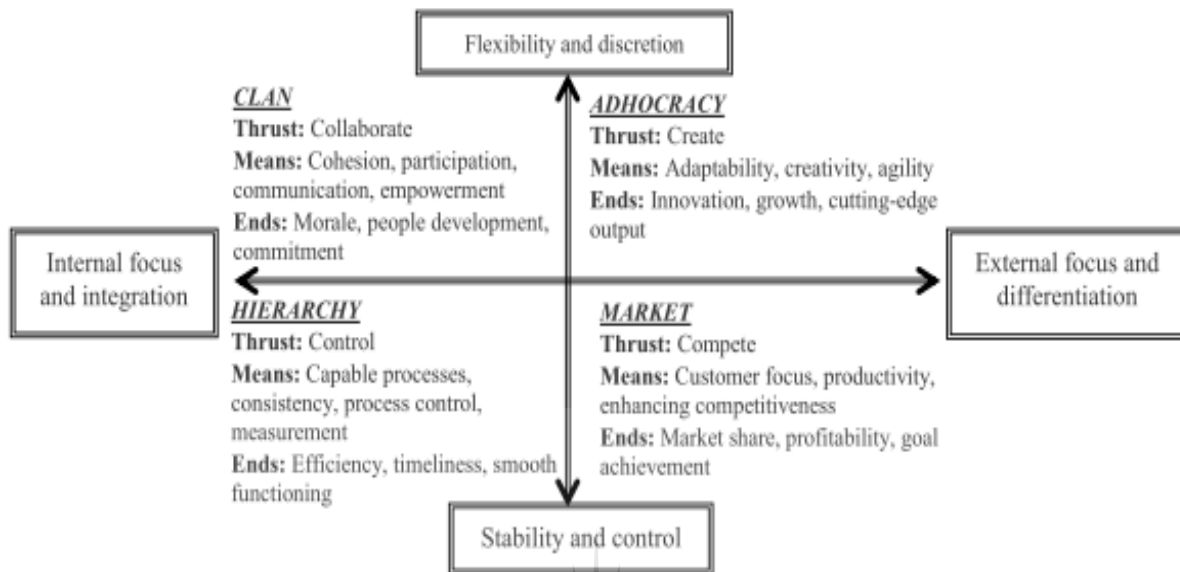 Flexibility and discretion
CLAN
Thrust: Collaborate
Means: Cohesion, participation,
communication, empowerment
Ends: Morale, people development,
commitment
ADHOCRACY
Thrust: Create
Means: Adaptability, creativity, agility
Ends: Innovation, growth, cutting-edge
output
Internal focus
and integration
External focus and
differentiation
HIERARCHY
Thrust: Control
Means: Capable processes,
consistency, process control,
measurement
Ends: Efficiency, timeliness, smooth
functioning
MARKET
Thrust: Compete
Means: Customer focus, productivity,
enhancing competitiveness
Ends: Market share, profitability, goal
achievement
Stability and control